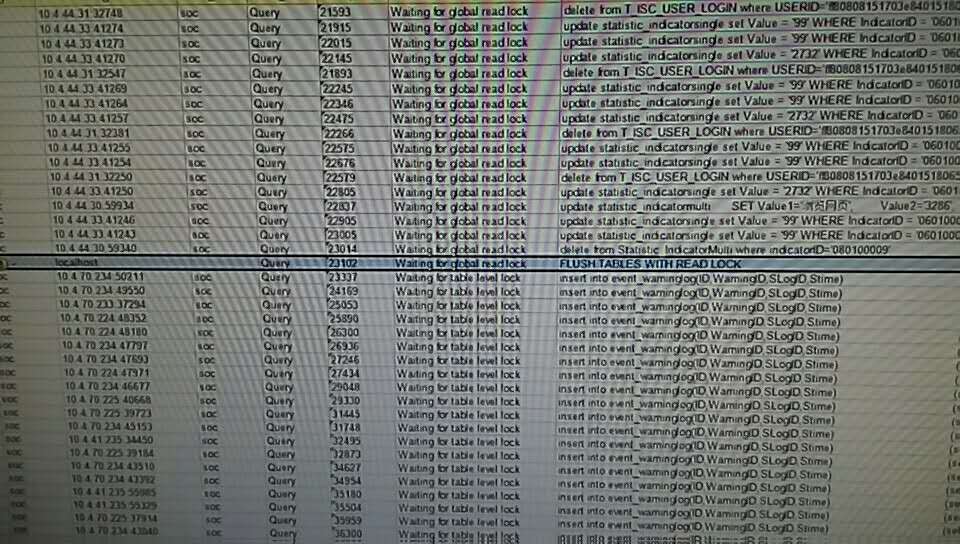 10.4.44.31:32748 soc Query 21593 Waiting for global read lock delete from T_ISC_USER_LOGIN where USERID='ff80808151703e84015180
10.4.44.33:41274 soc Query 21915 Waiting for global read lock update statistic_indicatorsingle set Value = '99' WHERE IndicatorID = '0601
10.4.44.33:41273 soc Query 22015 Waiting for global read lock update statistic_indicatorsingle set Value = '99' WHERE IndicatorID = '06010
10.4.44.33:41270 soc Query 22145 Waiting for global read lock update statistic_indicatorsingle set Value = '2732' WHERE IndicatorID = '060
10.4.44.31:32547 soc Query 21893 Waiting for global read lock delete from T_ISC_USER_LOGIN where USERID='ff80808151703e84015180
10.4.44.33:41269 soc Query 22245 Waiting for global read lock update statistic_indicatorsingle set Value = '99' WHERE IndicatorID = '06010
10.4.44.33:41264 soc Query 22346 Waiting for global read lock update statistic_indicatorsingle set Value = '99' WHERE IndicatorID = '06010
10.4.44.33:41257 soc Query 22475 Waiting for global read lock update statistic_indicatorsingle set Value = '2732' WHERE IndicatorID = '060
10.4.44.31:32381 soc Query 22266 Waiting for global read lock delete from T_ISC_USER_LOGIN where USERID='ff80808151703e840151806
10.4.44.33:41255 soc Query 22575 Waiting for global read lock update statistic_indicatorsingle set Value = '99' WHERE IndicatorID = '060100
10.4.44.33:41254 soc Query 22676 Waiting for global read lock update statistic_indicatorsingle set Value = '99' WHERE IndicatorID = '060100
10.4.44.31:32250 soc Query 22579 Waiting for global read lock delete from T_ISC_USER_LOGIN where USERID='ff80808151703e8401518065
10.4.44.33:41250 soc Query 22805 Waiting for global read lock update statistic_indicatorsingle set Value = '2732' WHERE IndicatorID = '0601
10.4.44.30:59934 soc Query 22837 Waiting for global read lock update statistic_indicatormulti SET Value1='浏览网页', Value2='3286',
10.4.44.33:41246 soc Query 22905 Waiting for global read lock update statistic_indicatorsingle set Value = '99' WHERE IndicatorID = '0601000
10.4.44.33:41243 soc Query 23005 Waiting for global read lock update statistic_indicatorsingle set Value = '99' WHERE IndicatorID = '0601000
10.4.44.30:59340 soc Query 23014 Waiting for global read lock delete from Statistic_IndicatorMulti where indicatorID='080100009'
localhost Query 23102 Waiting for global read lock FLUSH TABLES WITH READ LOCK
10.4.70.234:50211 soc Query 23337 Waiting for table level lock insert into event_warninglog(ID,WarningID,SLogID,Stime)
10.4.70.234:49550 soc Query 24169 Waiting for table level lock insert into event_warninglog(ID,WarningID,SLogID,Stime)
10.4.70.233:37294 soc Query 25053 Waiting for table level lock insert into event_warninglog(ID,WarningID,SLogID,Stime)
10.4.70.224:48352 soc Query 25890 Waiting for table level lock insert into event_warninglog(ID,WarningID,SLogID,Stime)
10.4.70.224:48180 soc Query 26300 Waiting for table level lock insert into event_warninglog(ID,WarningID,SLogID,Stime)
10.4.70.234:47797 soc Query 26936 Waiting for table level lock insert into event_warninglog(ID,WarningID,SLogID,Stime)
10.4.70.234:47693 soc Query 27246 Waiting for table level lock insert into event_warninglog(ID,WarningID,SLogID,Stime)
10.4.70.224:47971 soc Query 27434 Waiting for table level lock insert into event_warninglog(ID,WarningID,SLogID,Stime)
10.4.70.234:46677 soc Query 29048 Waiting for table level lock insert into event_warninglog(ID,WarningID,SLogID,Stime)
10.4.70.225:40668 soc Query 29330 Waiting for table level lock insert into event_warninglog(ID,WarningID,SLogID,Stime)
10.4.70.225:39723 soc Query 31445 Waiting for table level lock insert into event_warninglog(ID,WarningID,SLogID,Stime)
10.4.70.234:45153 soc Query 31748 Waiting for table level lock insert into event_warninglog(ID,WarningID,SLogID,Stime)
10.4.41.235:34450 soc Query 32495 Waiting for table level lock insert into event_warninglog(ID,WarningID,SLogID,Stime)
10.4.70.225:39184 soc Query 32873 Waiting for table level lock insert into event_warninglog(ID,WarningID,SLogID,Stime)
10.4.70.234:43510 soc Query 34627 Waiting for table level lock insert into event_warninglog(ID,WarningID,SLogID,Stime)
10.4.70.234:43392 soc Query 34954 Waiting for table level lock insert into event_warninglog(ID,WarningID,SLogID,Stime)
soc Query 35180 Waiting for table level lock insert into event_warninglog(ID,WarningID,SLogID,Stime)
10.4.41.235:55329 soc Query 35504 Waiting for table level lock insert into event_warninglog(ID,WarningID,SLogID,Stime)
10.4.70.225:37914 soc Query 35959 Waiting for table level lock insert into event_warninglog(ID,WarningID,SLogID,Stime)
soc Query 36300 Waiting for table level lock